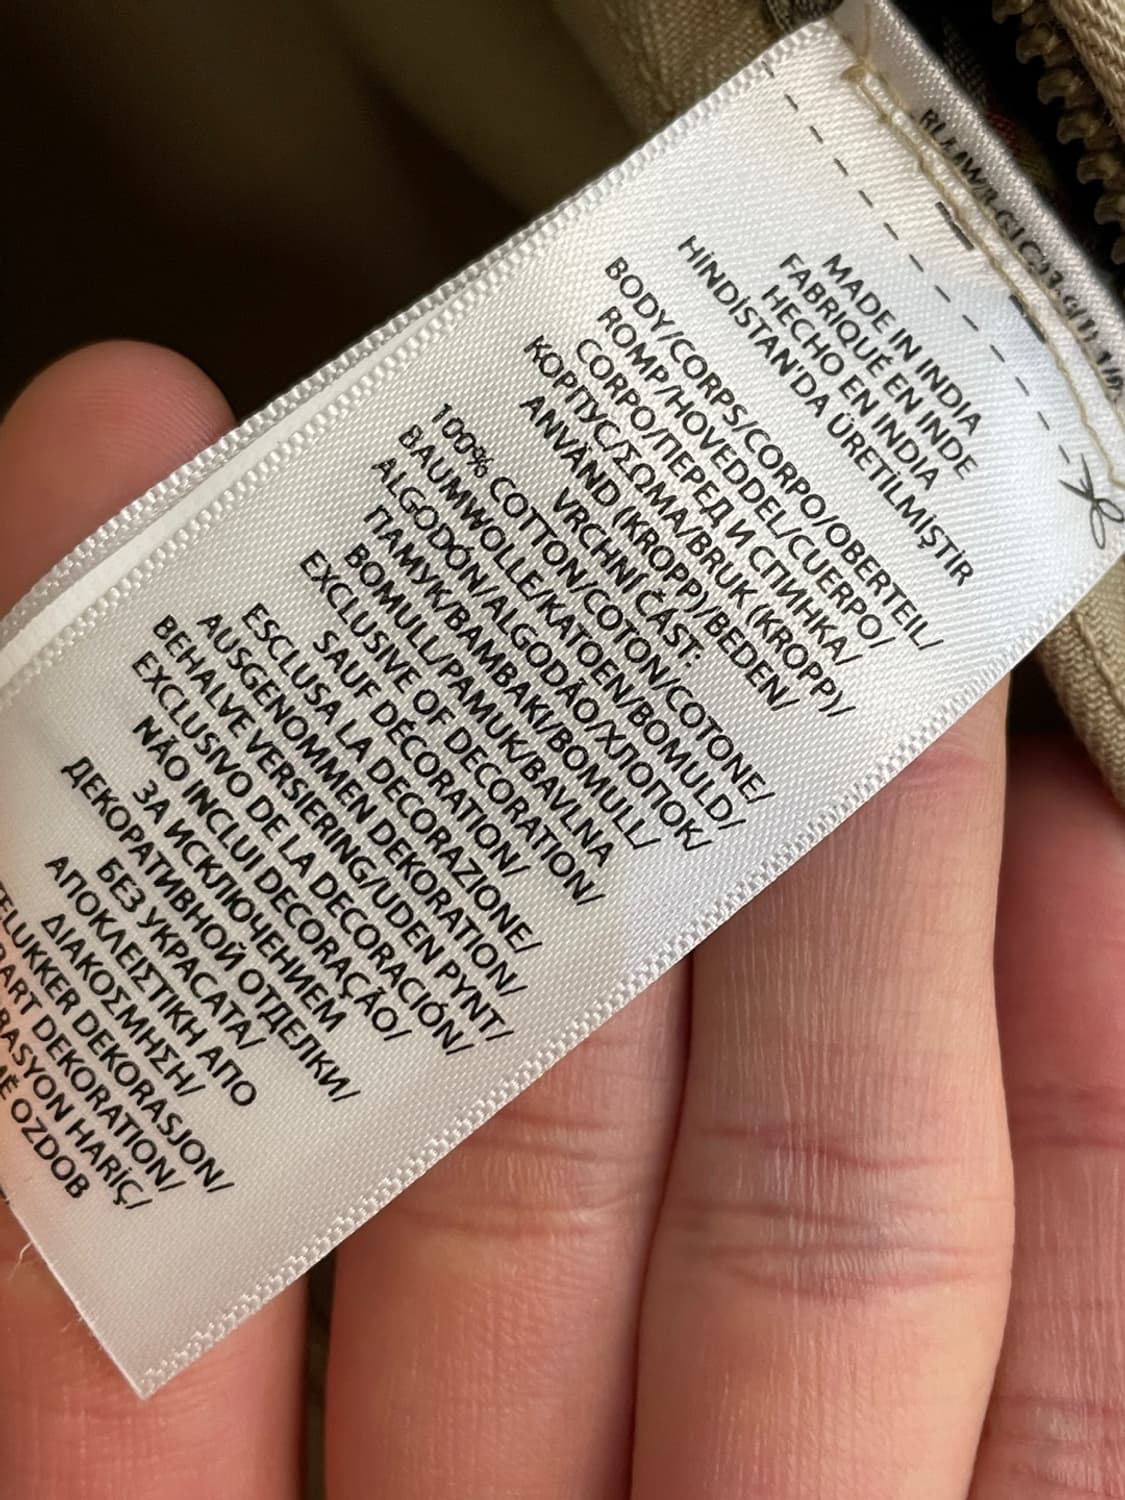 MADE IN INDIA
FABRIQUÉ EN INDE
HECHO EN INDIA
HİNDİSTAN'DA ÜRETİLMİŞTİR
BODY/CORPS/CORPO/OBERTEIL/
ROMP/HOVEDDEL/CUERPO/
CORPO/ПЕРЕД И СПИНКА/
КОРПУС/ΣΩΜΑ/BRUK (KROPP)/
ANVÄND (KROPP)/BEDEN/
VRCHNÍ ČÁST:
100% COTTON/COTON/COTONE/
BAUMWOLLE/KATOEN/BOMULD/
ALGODÓN/ALGODÃO/ХЛОПОК/
ПАМУК/ΒΑΜΒΑΚΙ/BOMULL/
BOMULL/PAMUK/BAVLNA
EXCLUSIVE OF DECORATION/
SAUF DÉCORATION/
ESCLUSA LA DECORAZIONE/
AUSGENOMMEN DEKORATION/
BEHALVE VERSIERING/UDEN PYNT/
EXCLUSIVO DE LA DECORACIÓN/
NÃO INCLUI DECORAÇÃO/
ЗА ИСКЛЮЧЕНИЕМ
ДЕКОРАТИВНОЙ ОТДЕЛКИ/
БЕЗ УКРАСАТА/
ΑΠΟΚΛΕΙΣΤΙΚΗ ΑΠΟ
ΔΙΑΚΟΣΜΗΣΗ/
DEKORASJON/
DEKORATION/
HARİÇ/
OZDOB